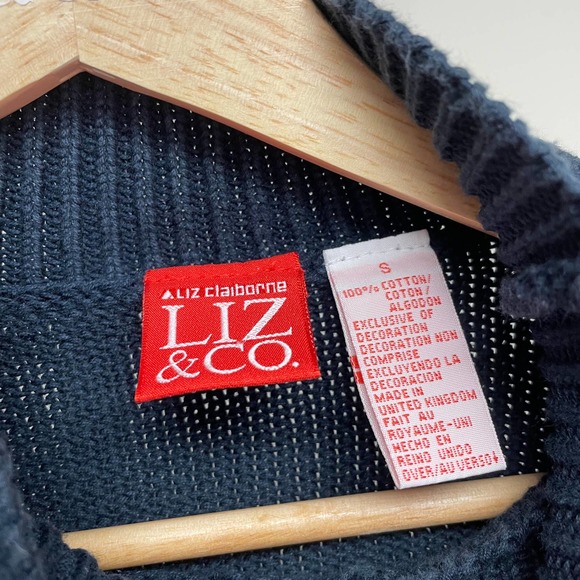 ▲LIZ claiborne
LIZ
&CO.
S
100% COTTON/
COTON/
ALGODON
EXCLUSIVE OF
DECORATION
DECORATION NON
COMPRISE
EXCLUYENDO LA
DECORACION
MADE IN
UNITED KINGDOM
FAIT AU
ROYAUME-UNI
HECHO EN
REINO UNIDO
OVER/AU VERSO↓